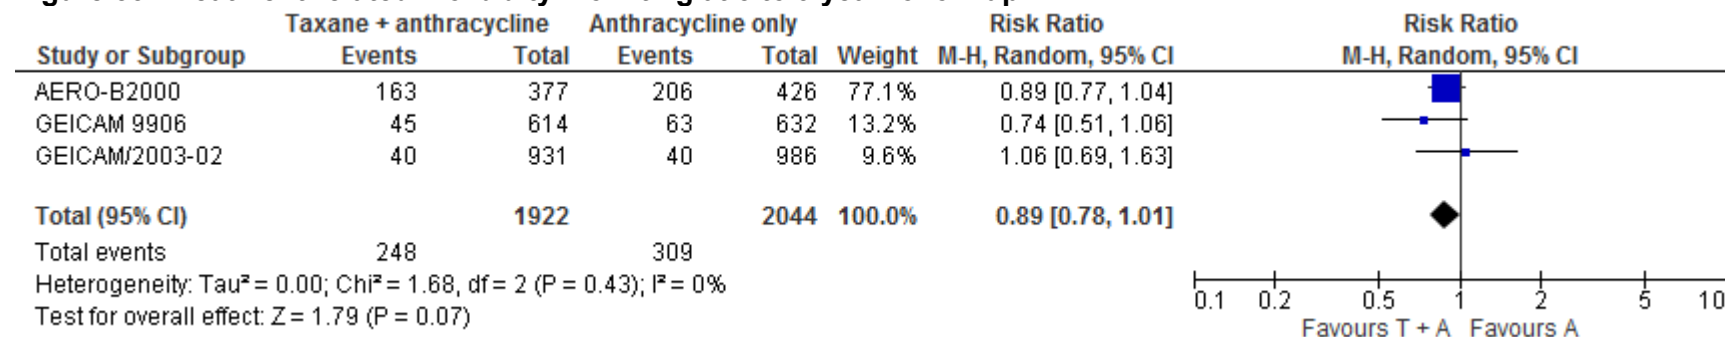 Taxane + anthracycline Anthracycline only Risk Ratio Risk Ratio
Study or Subgroup Events Total Events Total Weight M-H, Random, 95% CI M-H, Random, 95% CI
AERO-B2000 163 377 206 426 77.1% 0.89 [0.77, 1.04]
GEICAM 9906 45 614 63 632 13.2% 0.74 [0.51, 1.06]
GEICAM/2003-02 40 931 40 986 9.6% 1.06 [0.69, 1.63]
Total (95% CI) 1922 2044 100.0% 0.89 [0.78, 1.01]
Total events 248 309
Heterogeneity: Tau² = 0.00; Chi² = 1.68, df = 2 (P = 0.43); I² = 0%
Test for overall effect: Z = 1.79 (P = 0.07)
0.1 0.2 0.5 1 2 5 10
Favours T + A Favours A